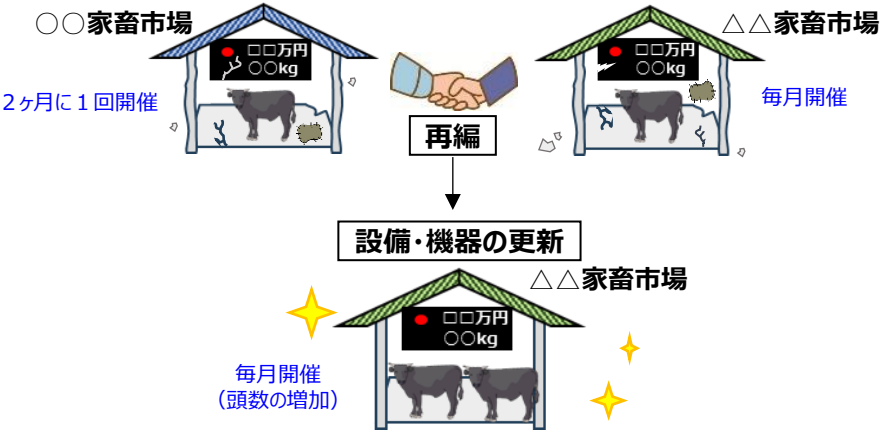 ○○家畜市場
□□万円
○○kg
2ヶ月に1回開催
△△家畜市場
□□万円
○○kg
毎月開催
再編
設備・機器の更新
△△家畜市場
□□万円
○○kg
毎月開催
(頭数の増加)